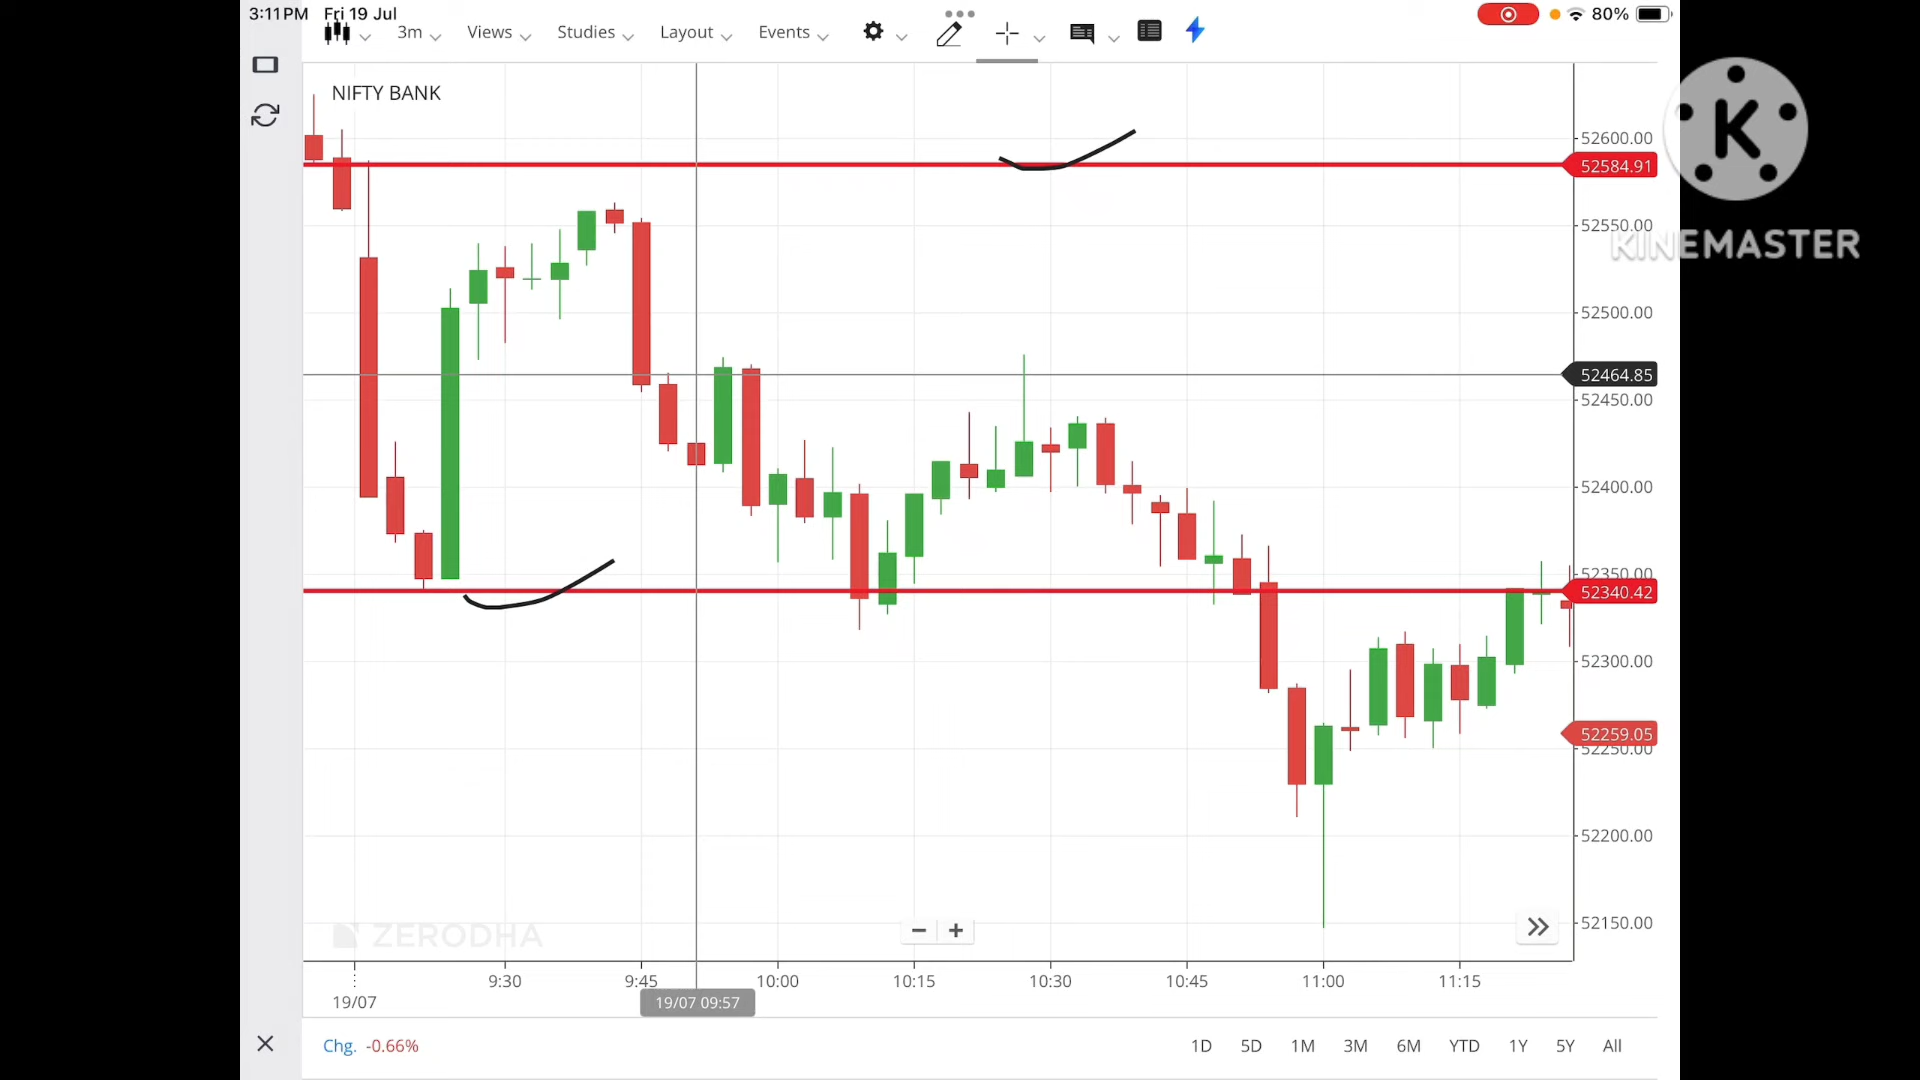 3:11PM Fri 19 Jul
80%
3m Views Studies Layout Events
NIFTY BANK
K
KINEMASTER
52600.00
52584.91
52550.00
52500.00
52464.85
52450.00
52400.00
52350.00
52340.42
52300.00
52259.05
52250.00
52200.00
52150.00
ZERODHA
9:30 9:45 10:00 10:15 10:30 10:45 11:00 11:15
19/07
19/07 09:57
Chg. -0.66%
1D 5D 1M 3M 6M YTD 1Y 5Y All